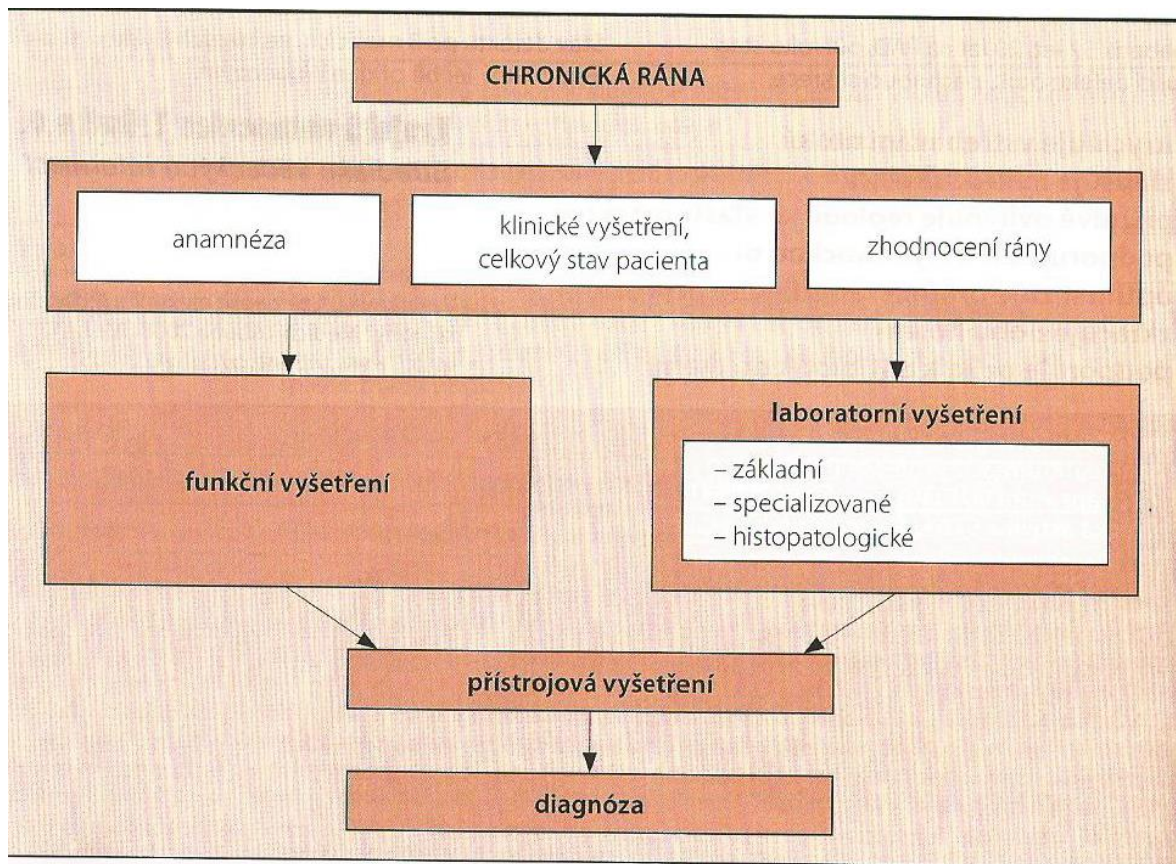 CHRONICKÁ RÁNA
anamnéza
klinické vyšetření,
celkový stav pacienta
zhodnocení rány
funkční vyšetření
laboratorní vyšetření
– základní
– specializované
– histopatologické
přístrojová vyšetření
diagnóza